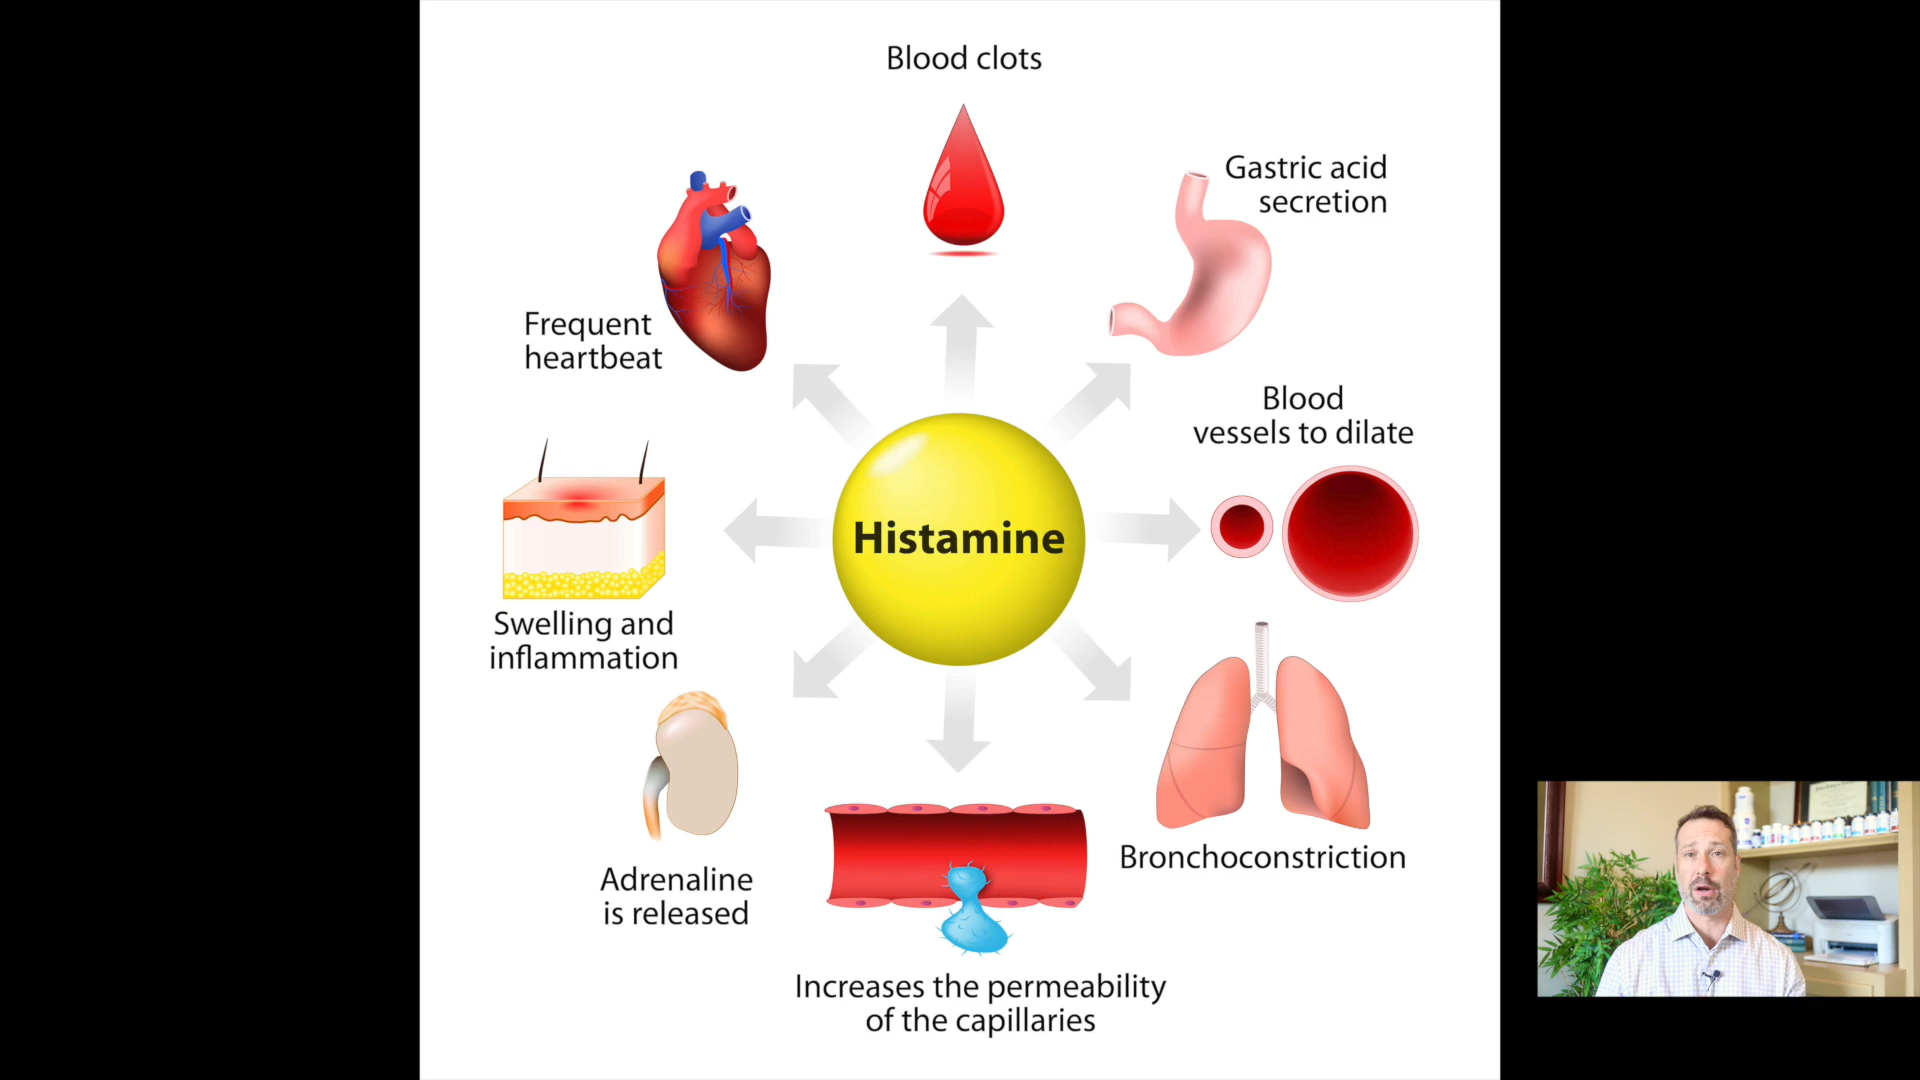 Blood clots
Gastric acid
secretion
Frequent
heartbeat
Blood
vessels to dilate
Histamine
Swelling and
inflammation
Bronchoconstriction
Adrenaline
is released
Increases the permeability
of the capillaries